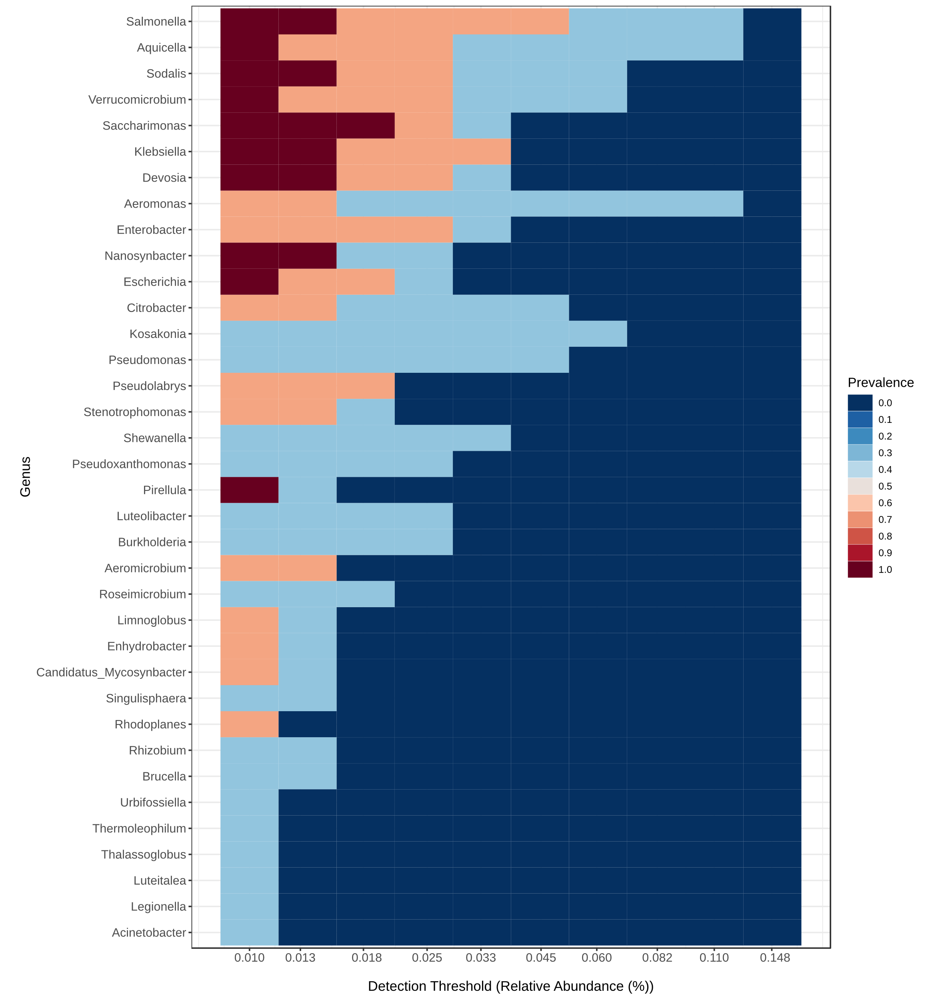 Salmonella
Aquicella
Sodalis
Verrucomicrobium
Saccharimonas
Klebsiella
Devosia
Aeromonas
Enterobacter
Nanosynbacter
Escherichia
Citrobacter
Kosakonia
Pseudomonas
Pseudolabrys
Stenotrophomonas
Shewanella
Pseudoxanthomonas
Pirellula
Luteolibacter
Burkholderia
Aeromicrobium
Roseimicrobium
Limnoglobus
Enhydrobacter
Candidatus_Mycosynbacter
Singulisphaera
Rhodoplanes
Rhizobium
Brucella
Urbifossiella
Thermoleophilum
Thalassoglobus
Luteitalea
Legionella
Acinetobacter
Genus
0.010 0.013 0.018 0.025 0.033 0.045 0.060 0.082 0.110 0.148
Detection Threshold (Relative Abundance (%))
Prevalence
0.0
0.1
0.2
0.3
0.4
0.5
0.6
0.7
0.8
0.9
1.0